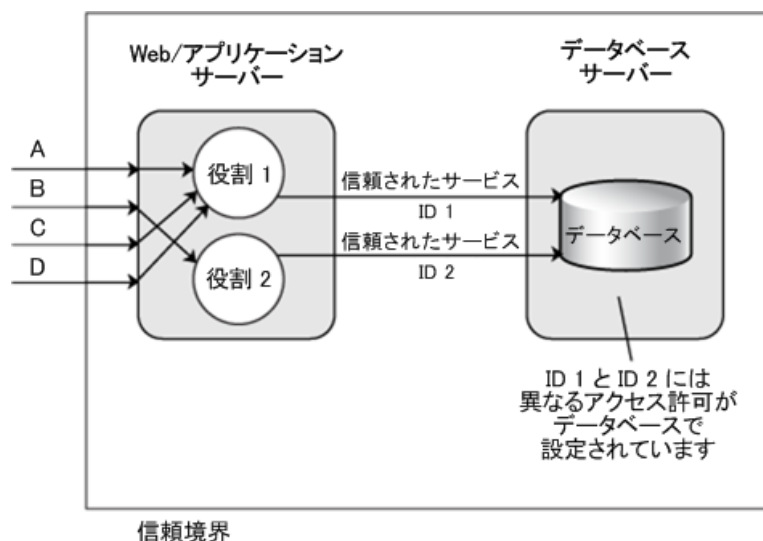 Web/アプリケーション
サーバー
データベース
サーバー
A
B
C
D
役割 1
役割 2
信頼されたサービス
ID 1
信頼されたサービス
ID 2
データベース
ID 1 と ID 2 には
異なるアクセス許可が
データベースで
設定されています
信頼境界